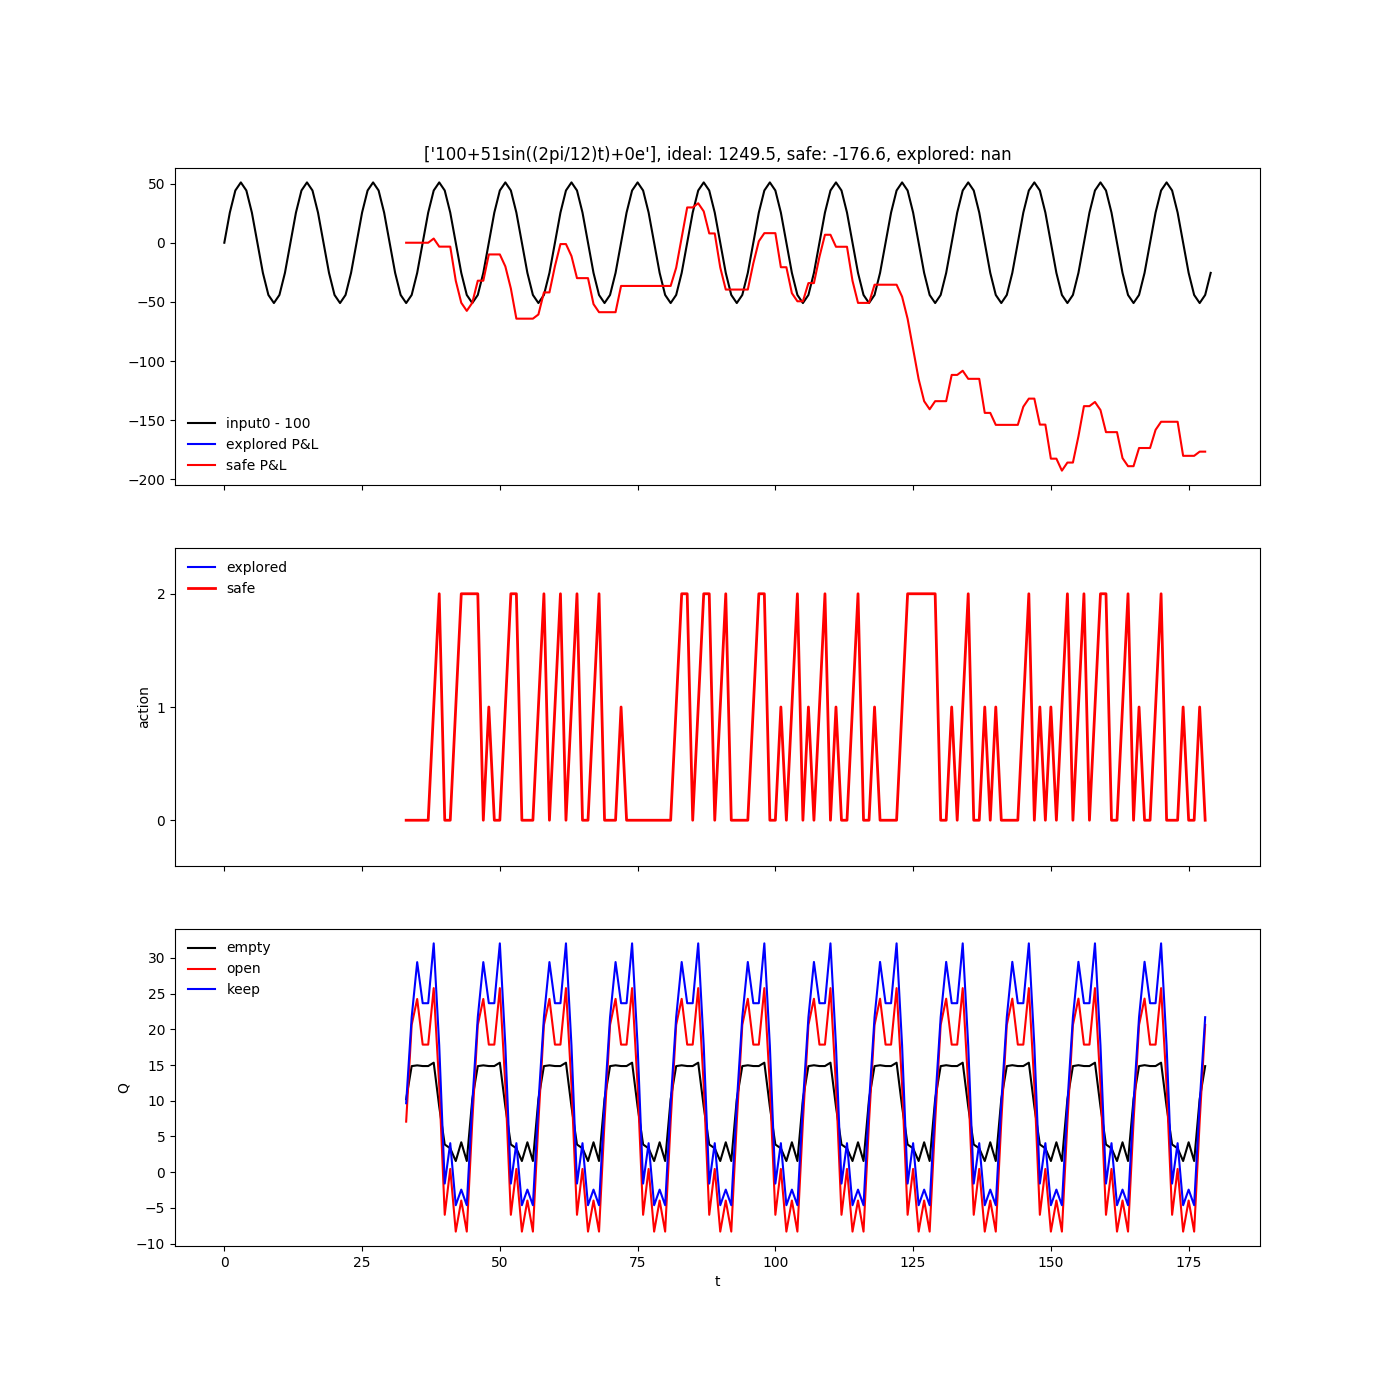 ['100+51sin((2pi/12)t)+0e'], ideal: 1249.5, safe: -176.6, explored: nan
50
0
−50
−100
−150
−200
input0 - 100
explored P&L
safe P&L
explored
safe
2
1
0
action
empty
open
keep
30
25
20
15
10
5
0
−5
−10
Q
0 25 50 75 100 125 150 175
t